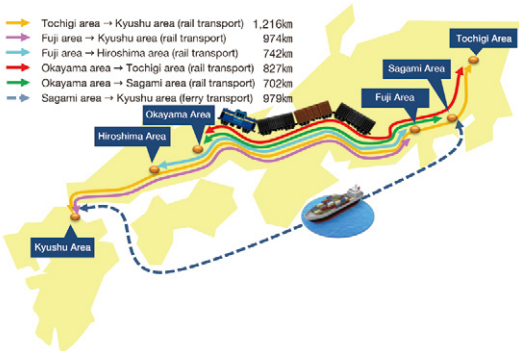 Tochigi area → Kyushu area (rail transport) 1,216km
Fuji area → Kyushu area (rail transport) 974km
Fuji area → Hiroshima area (rail transport) 742km
Okayama area → Tochigi area (rail transport) 827km
Okayama area → Sagami area (rail transport) 702km
Sagami area → Kyushu area (ferry transport) 979km
Tochigi Area
Sagami Area
Fuji Area
Okayama Area
Hiroshima Area
Kyushu Area